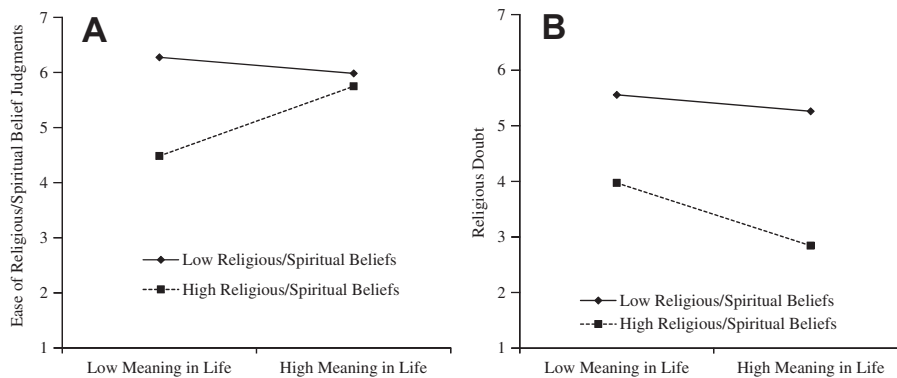 A
Ease of Religious/Spiritual Belief Judgments
7
6
5
4
3
2
1
Low Religious/Spiritual Beliefs
High Religious/Spiritual Beliefs
Low Meaning in Life
High Meaning in Life
B
Religious Doubt
7
6
5
4
3
2
1
Low Religious/Spiritual Beliefs
High Religious/Spiritual Beliefs
Low Meaning in Life
High Meaning in Life